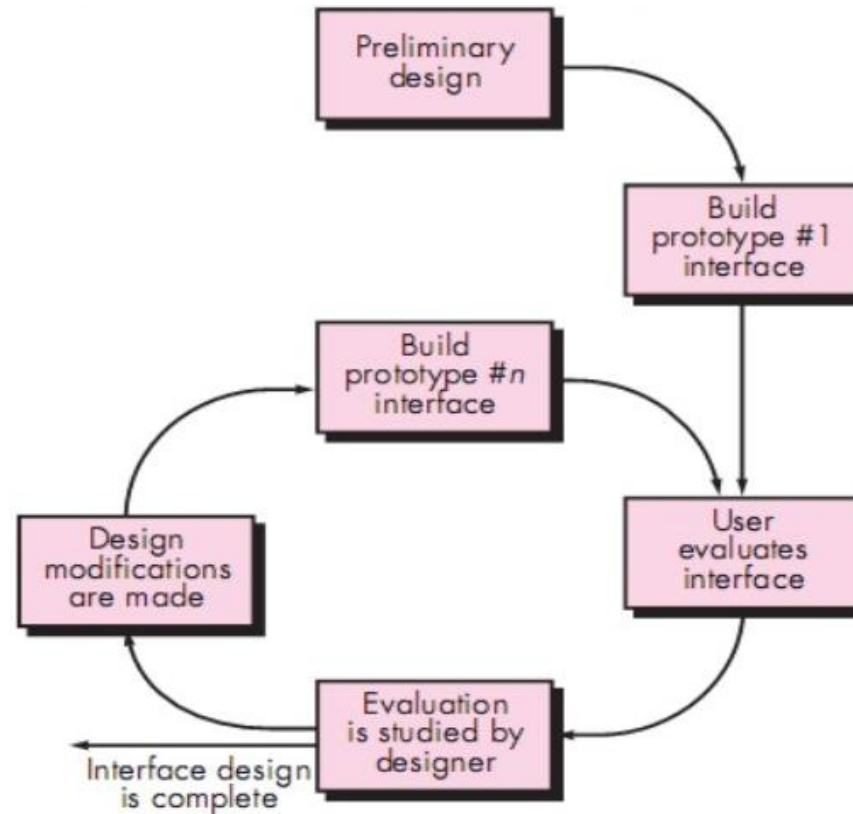 Preliminary
design
Build
prototype #1
interface
Build
prototype #n
interface
User
evaluates
interface
Design
modifications
are made
Evaluation
is studied by
designer
Interface design
is complete